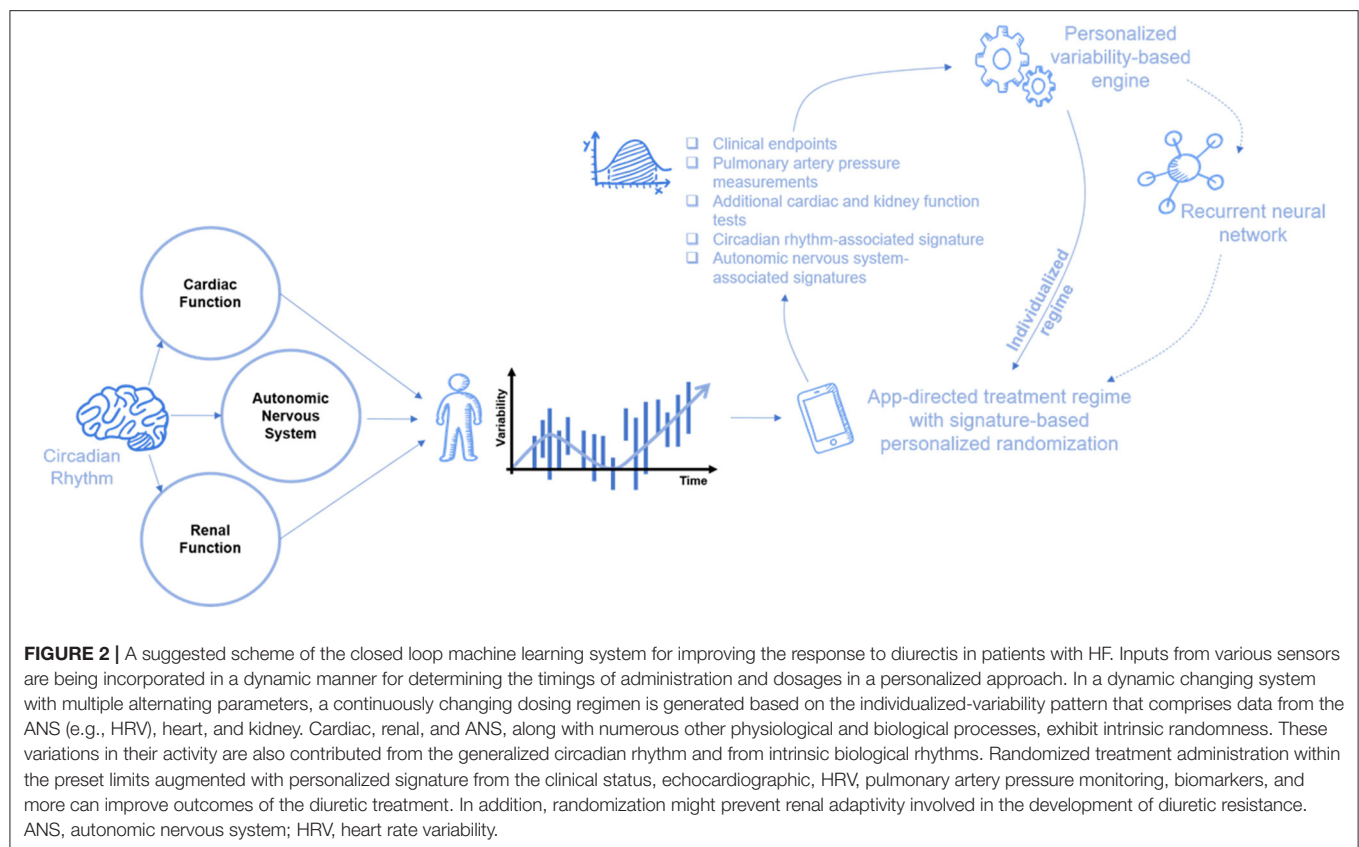 Cardiac
Function
Autonomic
Nervous
System
Circadian
Rhythm
Renal
Function
Variability
Time
Y
X
Clinical endpoints
Pulmonary artery pressure
measurements
Additional cardiac and kidney function
tests
Circadian rhythm-associated signature
Autonomic nervous system-
associated signatures
Personalized
variability-based
engine
Recurrent neural
network
Individualized
regime
App-directed treatment regime
with signature-based
personalized randomization
FIGURE 2 | A suggested scheme of the closed loop machine learning system for improving the response to diurectis in patients with HF. Inputs from various sensors
are being incorporated in a dynamic manner for determining the timings of administration and dosages in a personalized approach. In a dynamic changing system
with multiple alternating parameters, a continuously changing dosing regimen is generated based on the individualized-variability pattern that comprises data from the
ANS (e.g., HRV), heart, and kidney. Cardiac, renal, and ANS, along with numerous other physiological and biological processes, exhibit intrinsic randomness. These
variations in their activity are also contributed from the generalized circadian rhythm and from intrinsic biological rhythms. Randomized treatment administration within
the preset limits augmented with personalized signature from the clinical status, echocardiographic, HRV, pulmonary artery pressure monitoring, biomarkers, and
more can improve outcomes of the diuretic treatment. In addition, randomization might prevent renal adaptivity involved in the development of diuretic resistance.
ANS, autonomic nervous system; HRV, heart rate variability.